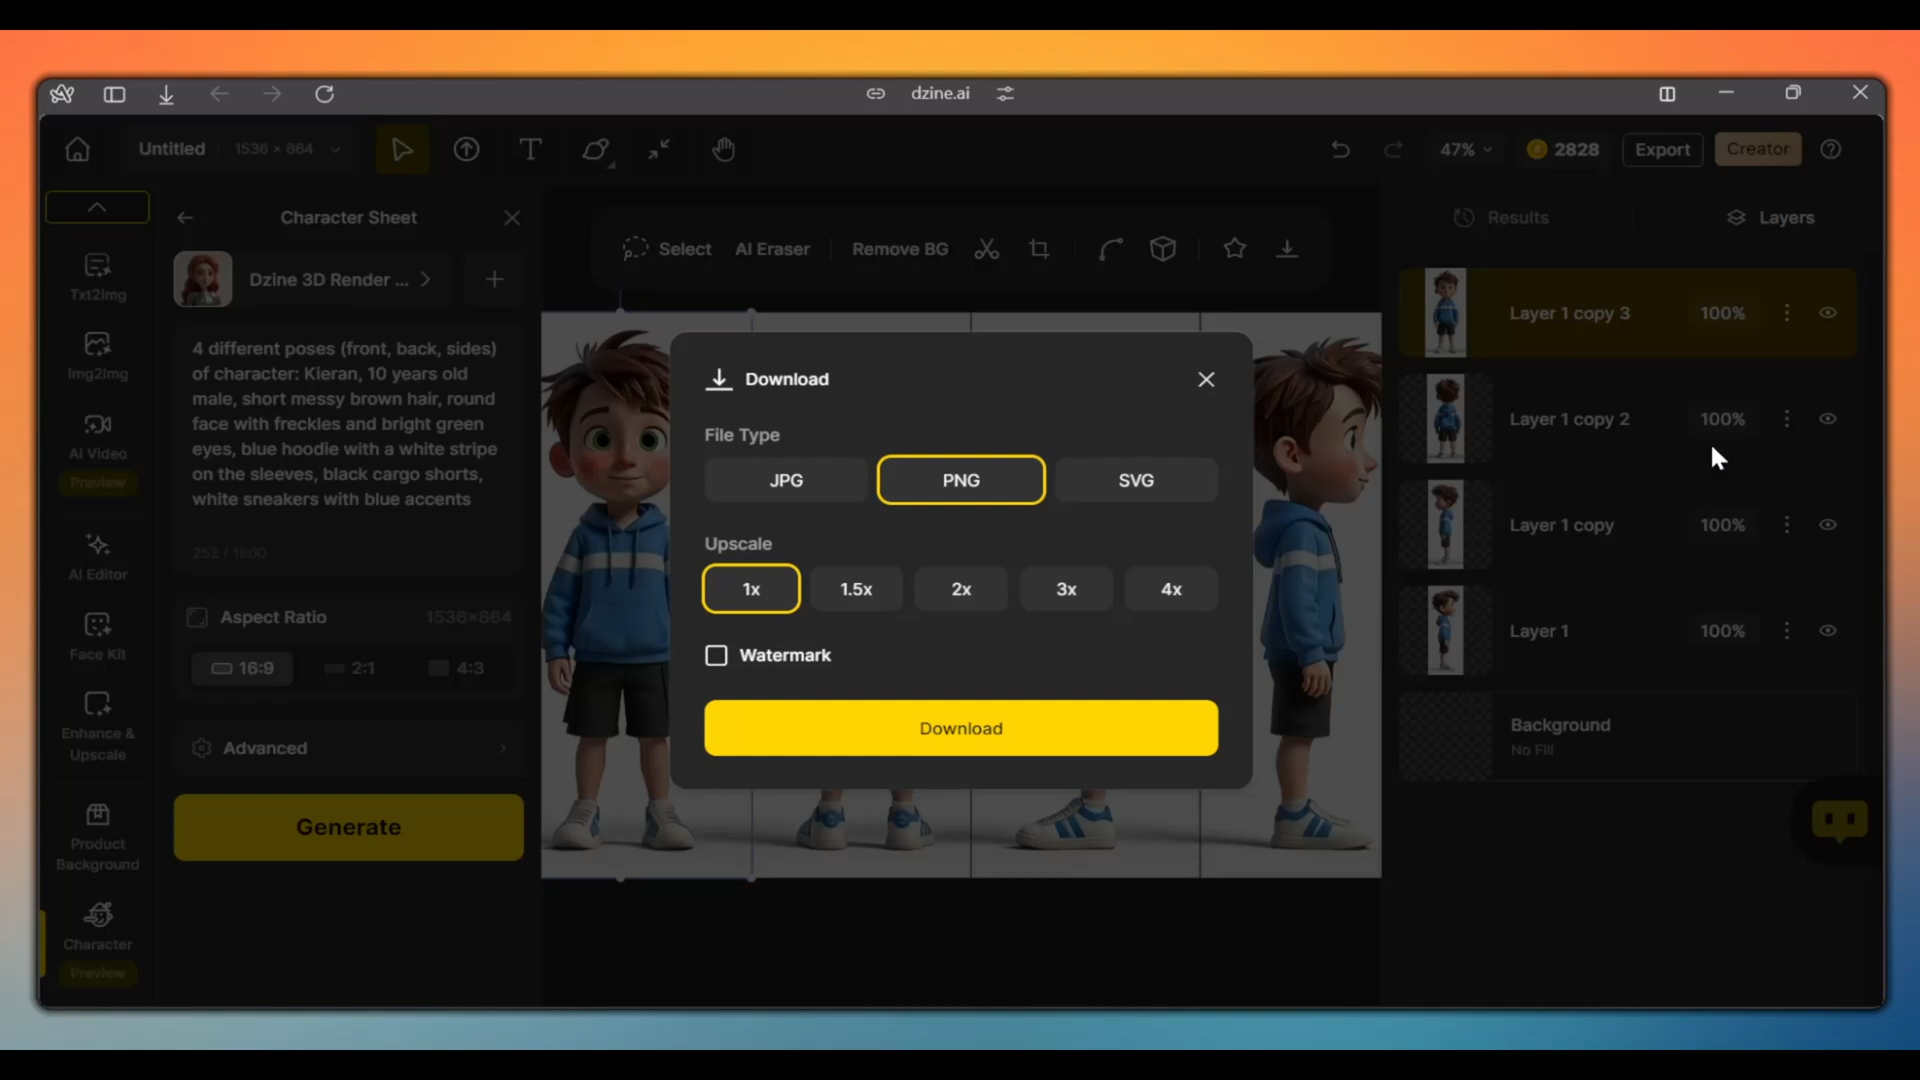 dzine.ai
Untitled 1536 × 864
47% 2828 Export Creator
Character Sheet
Dzine 3D Render ...
4 different poses (front, back, sides)
of character: Kieran, 10 years old
male, short messy brown hair, round
face with freckles and bright green
eyes, blue hoodie with a white stripe
on the sleeves, black cargo shorts,
white sneakers with blue accents
252 / 1800
Aspect Ratio 1536×864
16:9 2:1 4:3
Advanced
Generate
Txt2Img
Img2Img
AI Video
Preview
AI Editor
Face Kit
Enhance &
Upscale
Product
Background
Character
Preview
Select AI Eraser Remove BG
Download
File Type
JPG PNG SVG
Upscale
1x 1.5x 2x 3x 4x
Watermark
Download
Results Layers
Layer 1 copy 3 100%
Layer 1 copy 2 100%
Layer 1 copy 100%
Layer 1 100%
Background
No Fill